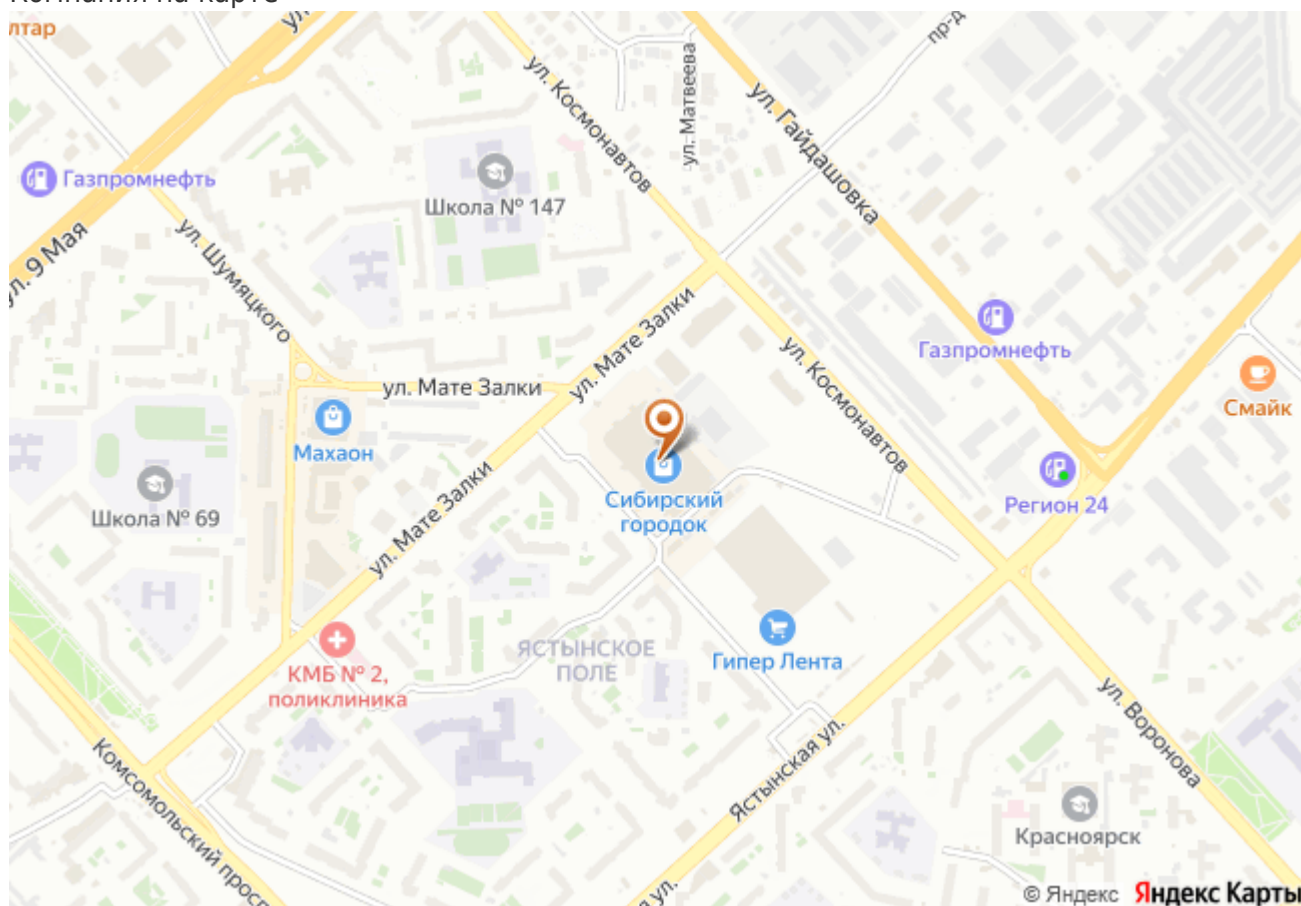 Компания на карте
лтар
ул.
пр-д
ул. Космонавтов
ул. Матвеева
ул. Гайдашовка
Газпромнефть
Школа № 147
ул. 9 Мая
ул. Шумяцкого
ул. Мате Залки
Газпромнефть
ул. Мате Залки
ул. Космонавтов
Смайк
Махаон
Сибирский
городок
Регион 24
Школа № 69
ул. Мате Залки
ЯСТЫНСКОЕ
ПОЛЕ
Гипер Лента
КМБ № 2,
поликлиника
ул. Воронова
Ястынская ул.
Комсомольский просп
Красноярск
д ул.
© Яндекс Яндекс Карты